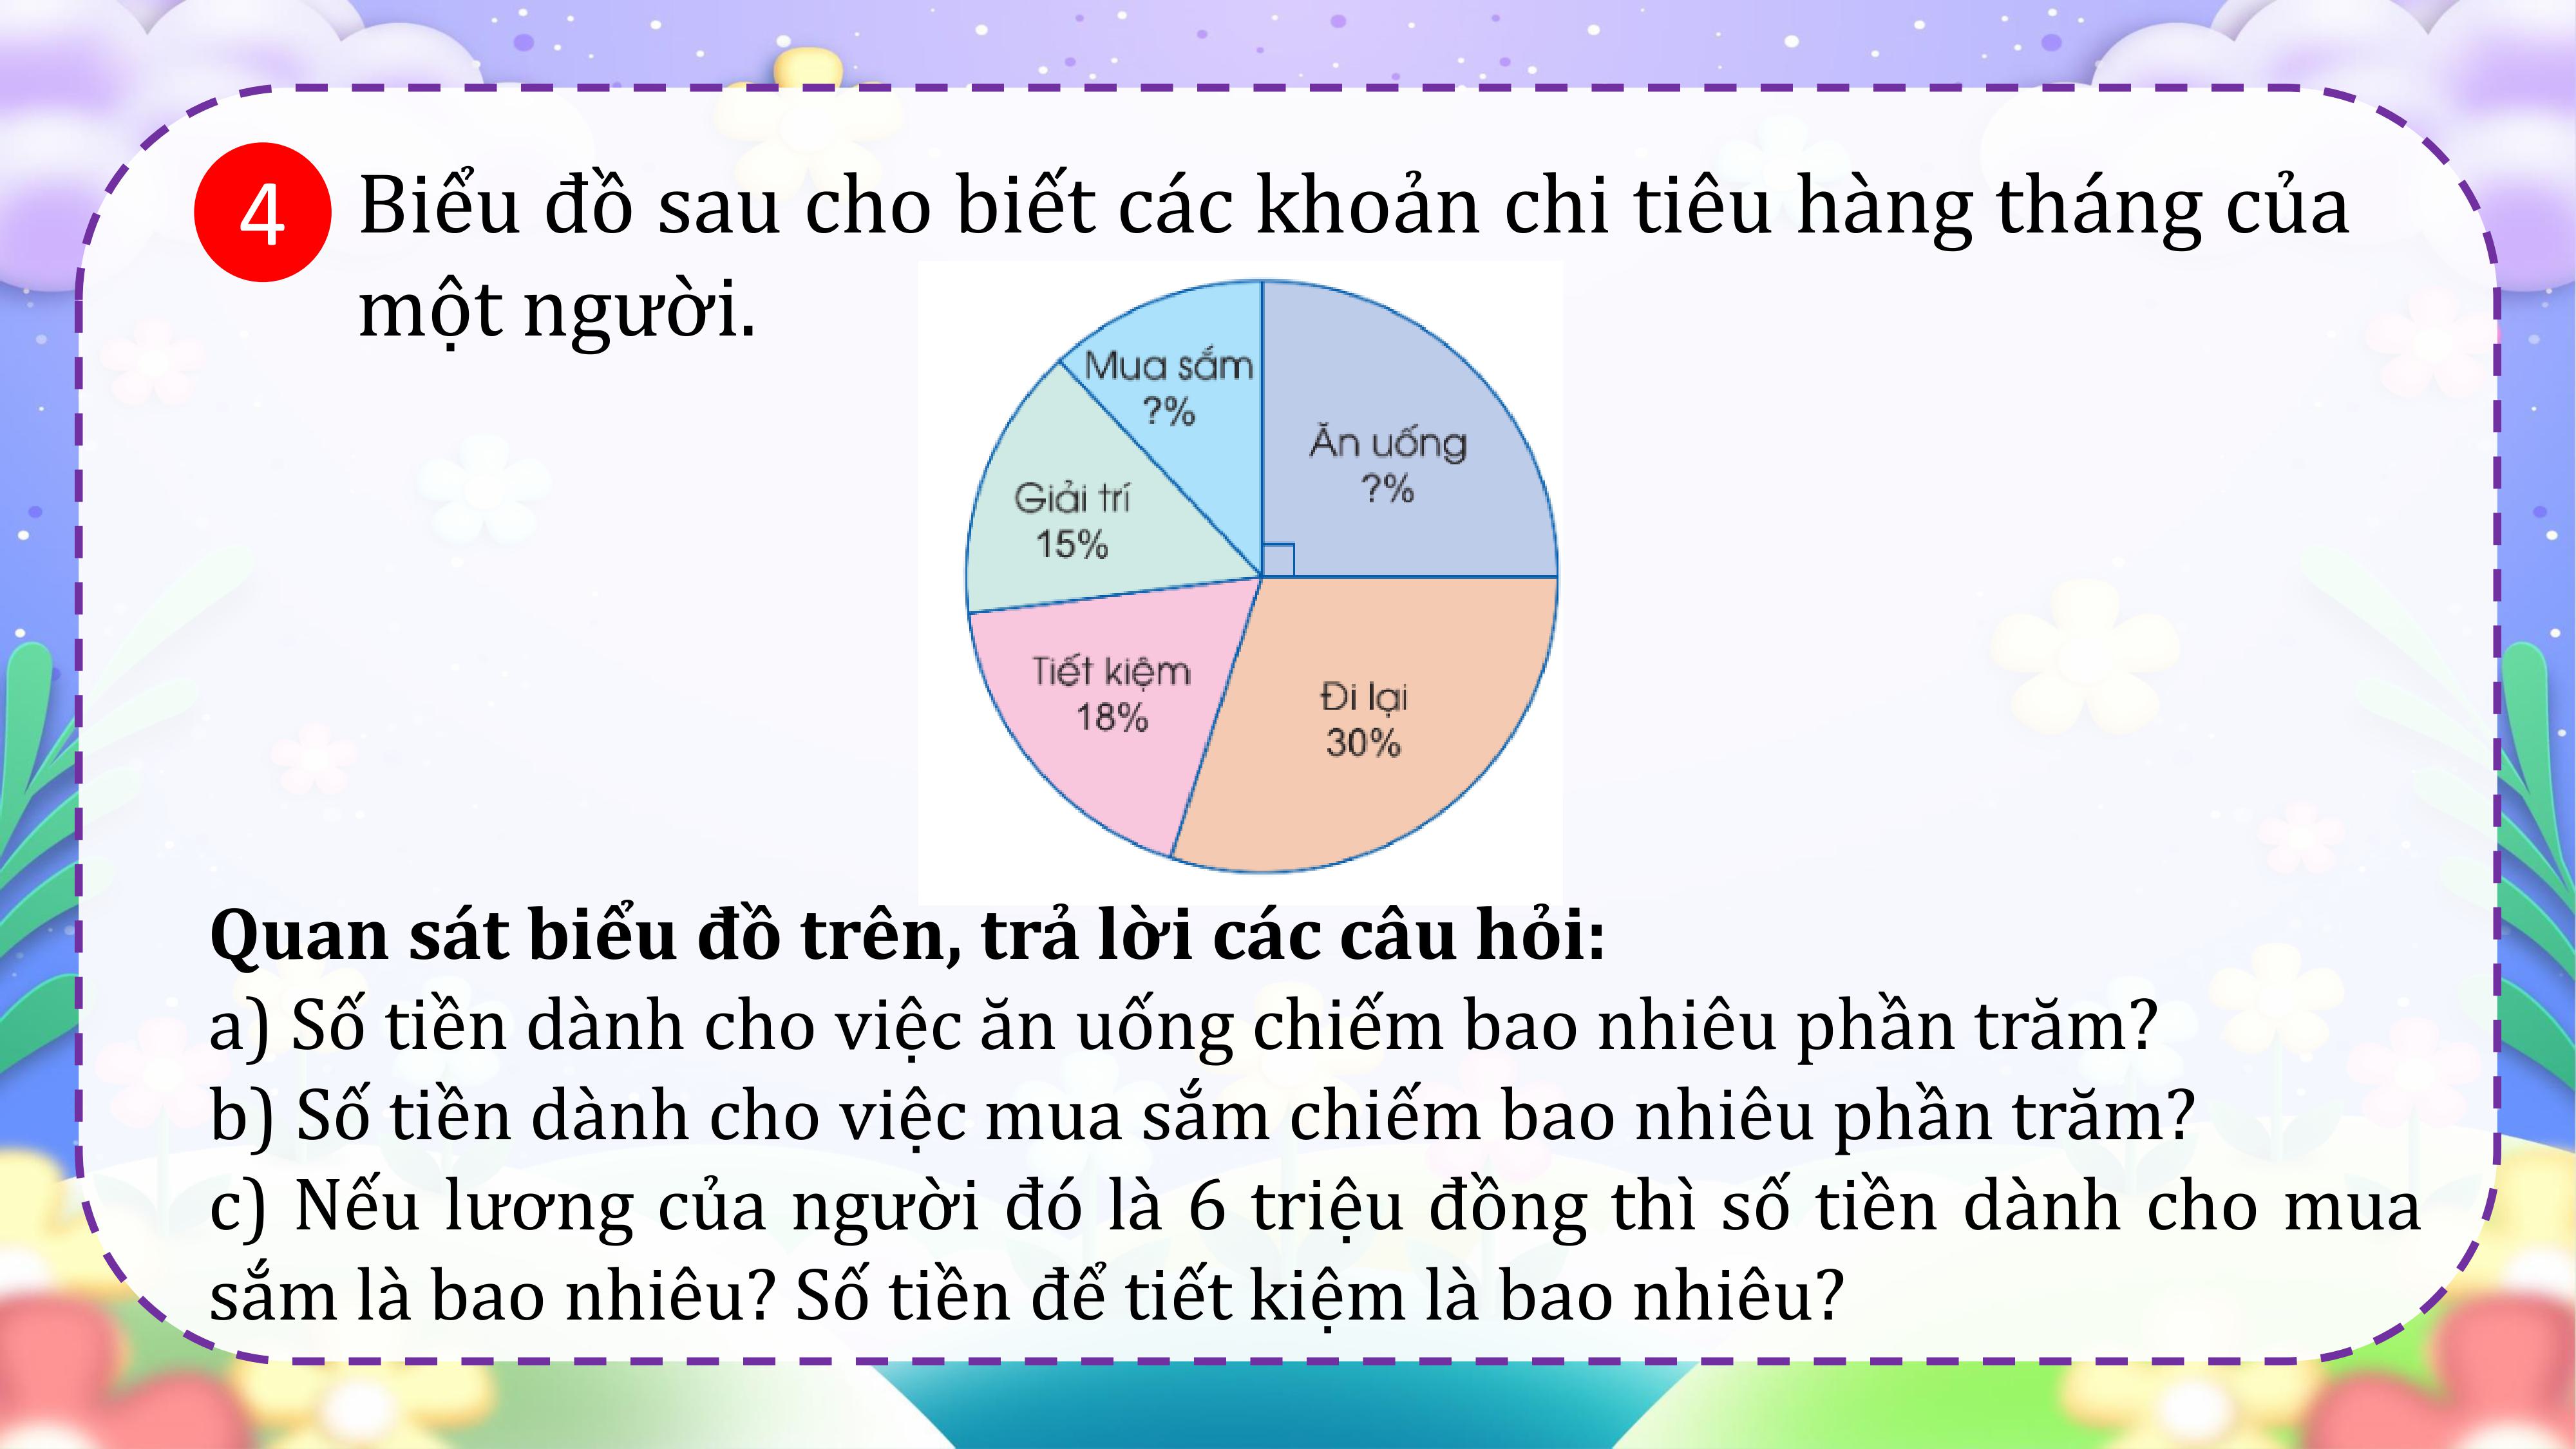 4
Biểu đồ sau cho biết các khoản chi tiêu hàng tháng của
một người.
Mua sắm
?%
Ăn uống
?%
Giải trí
15%
Tiết kiệm
18%
Đi lại
30%
Quan sát biểu đồ trên, trả lời các câu hỏi:
a) Số tiền dành cho việc ăn uống chiếm bao nhiêu phần trăm?
b) Số tiền dành cho việc mua sắm chiếm bao nhiêu phần trăm?
c) Nếu lương của người đó là 6 triệu đồng thì số tiền dành cho mua
sắm là bao nhiêu? Số tiền để tiết kiệm là bao nhiêu?